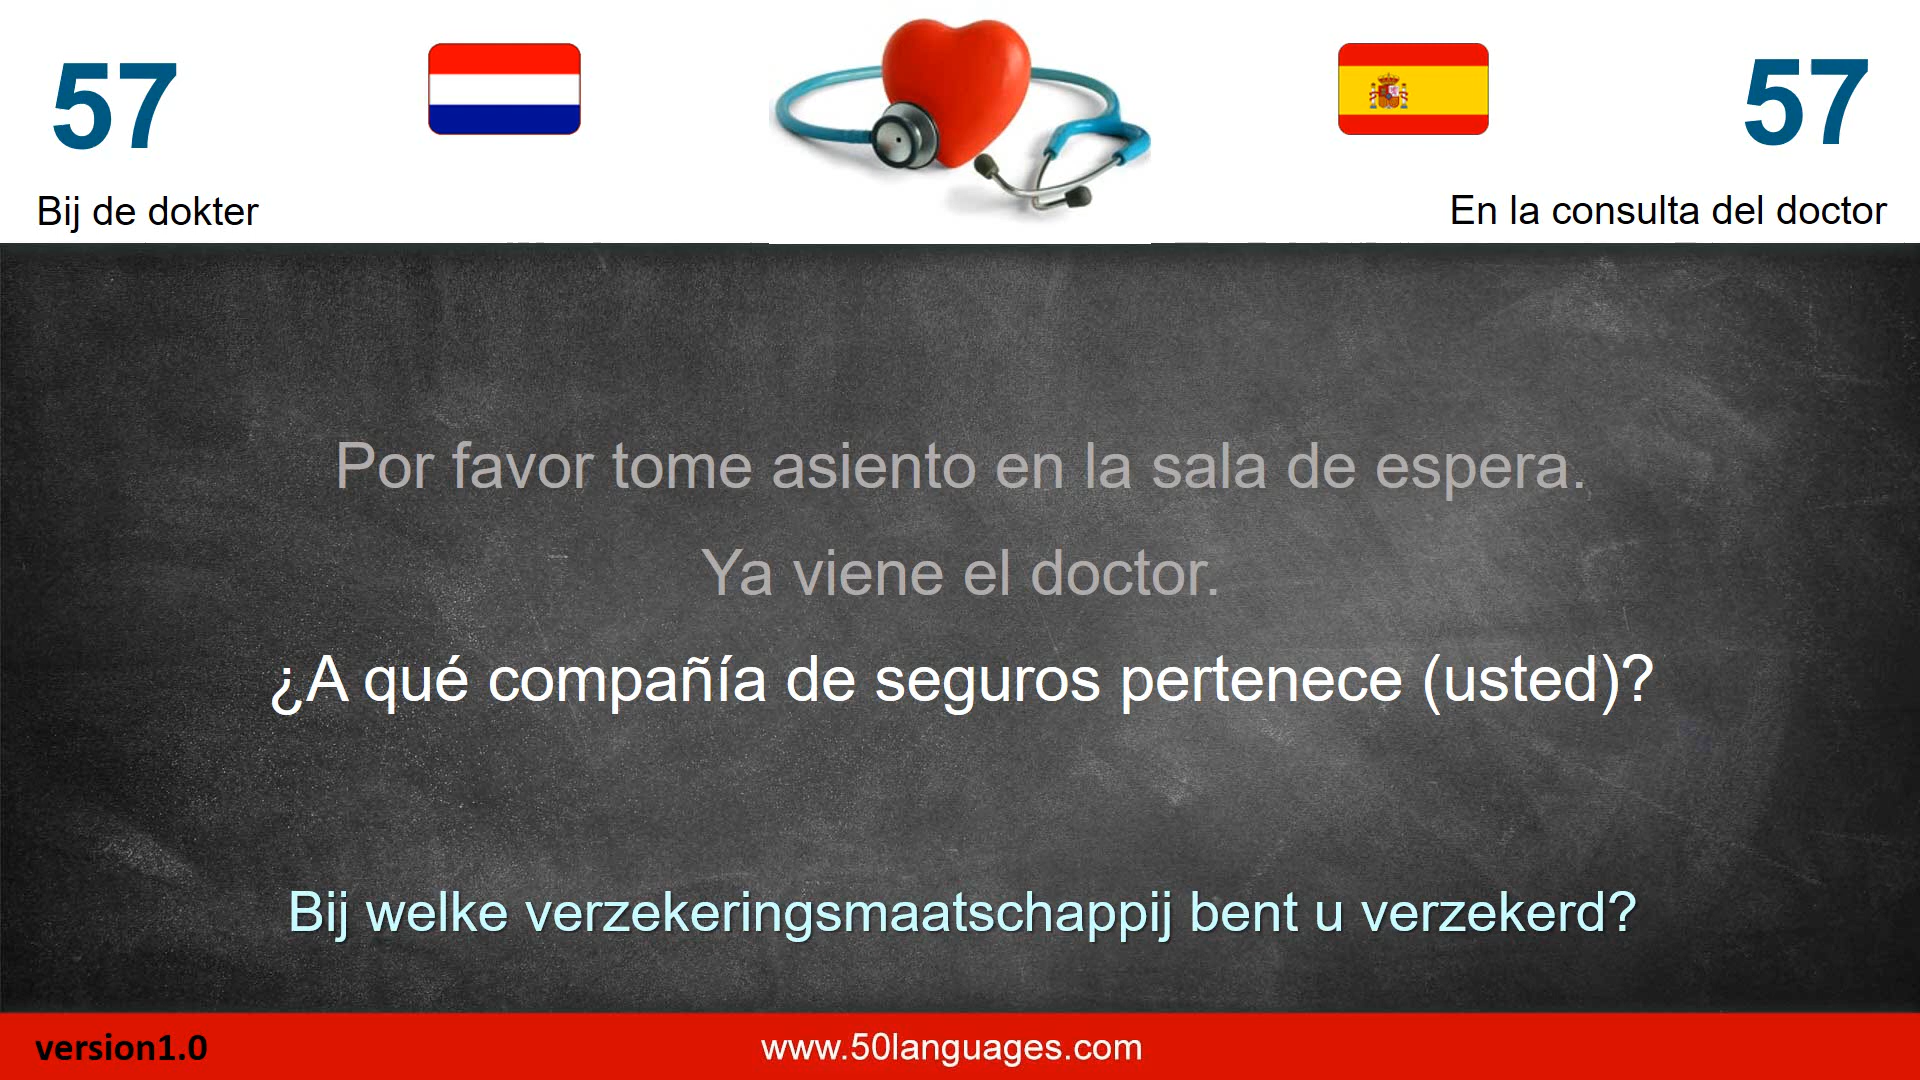 57
57
Bij de dokter
En la consulta del doctor
Por favor tome asiento en la sala de espera.
Ya viene el doctor.
¿A qué compañía de seguros pertenece (usted)?
Bij welke verzekeringsmaatschappij bent u verzekerd?
version1.0
www.50languages.com